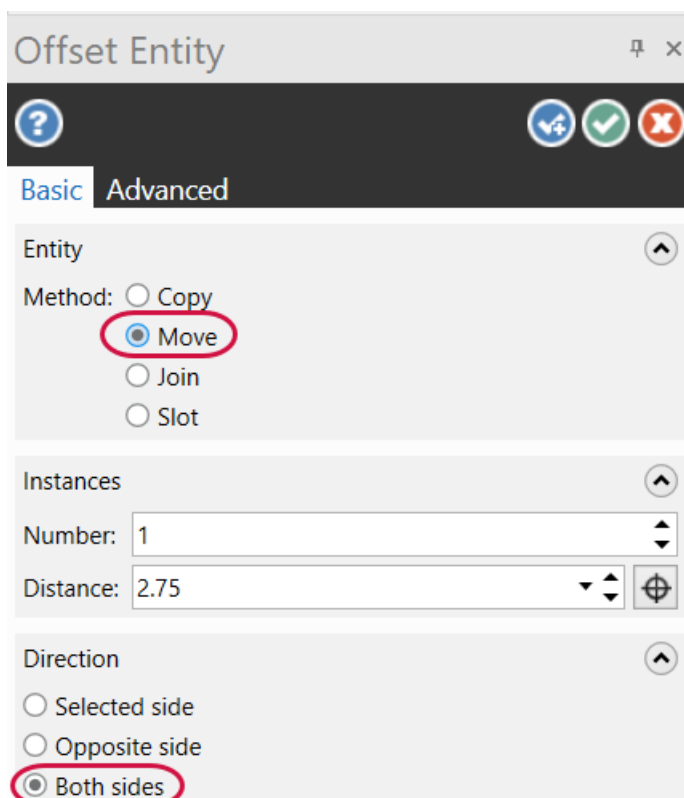 Offset Entity
Basic Advanced
Entity
Method: Copy
Move
Join
Slot
Instances
Number: 1
Distance: 2.75
Direction
Selected side
Opposite side
Both sides